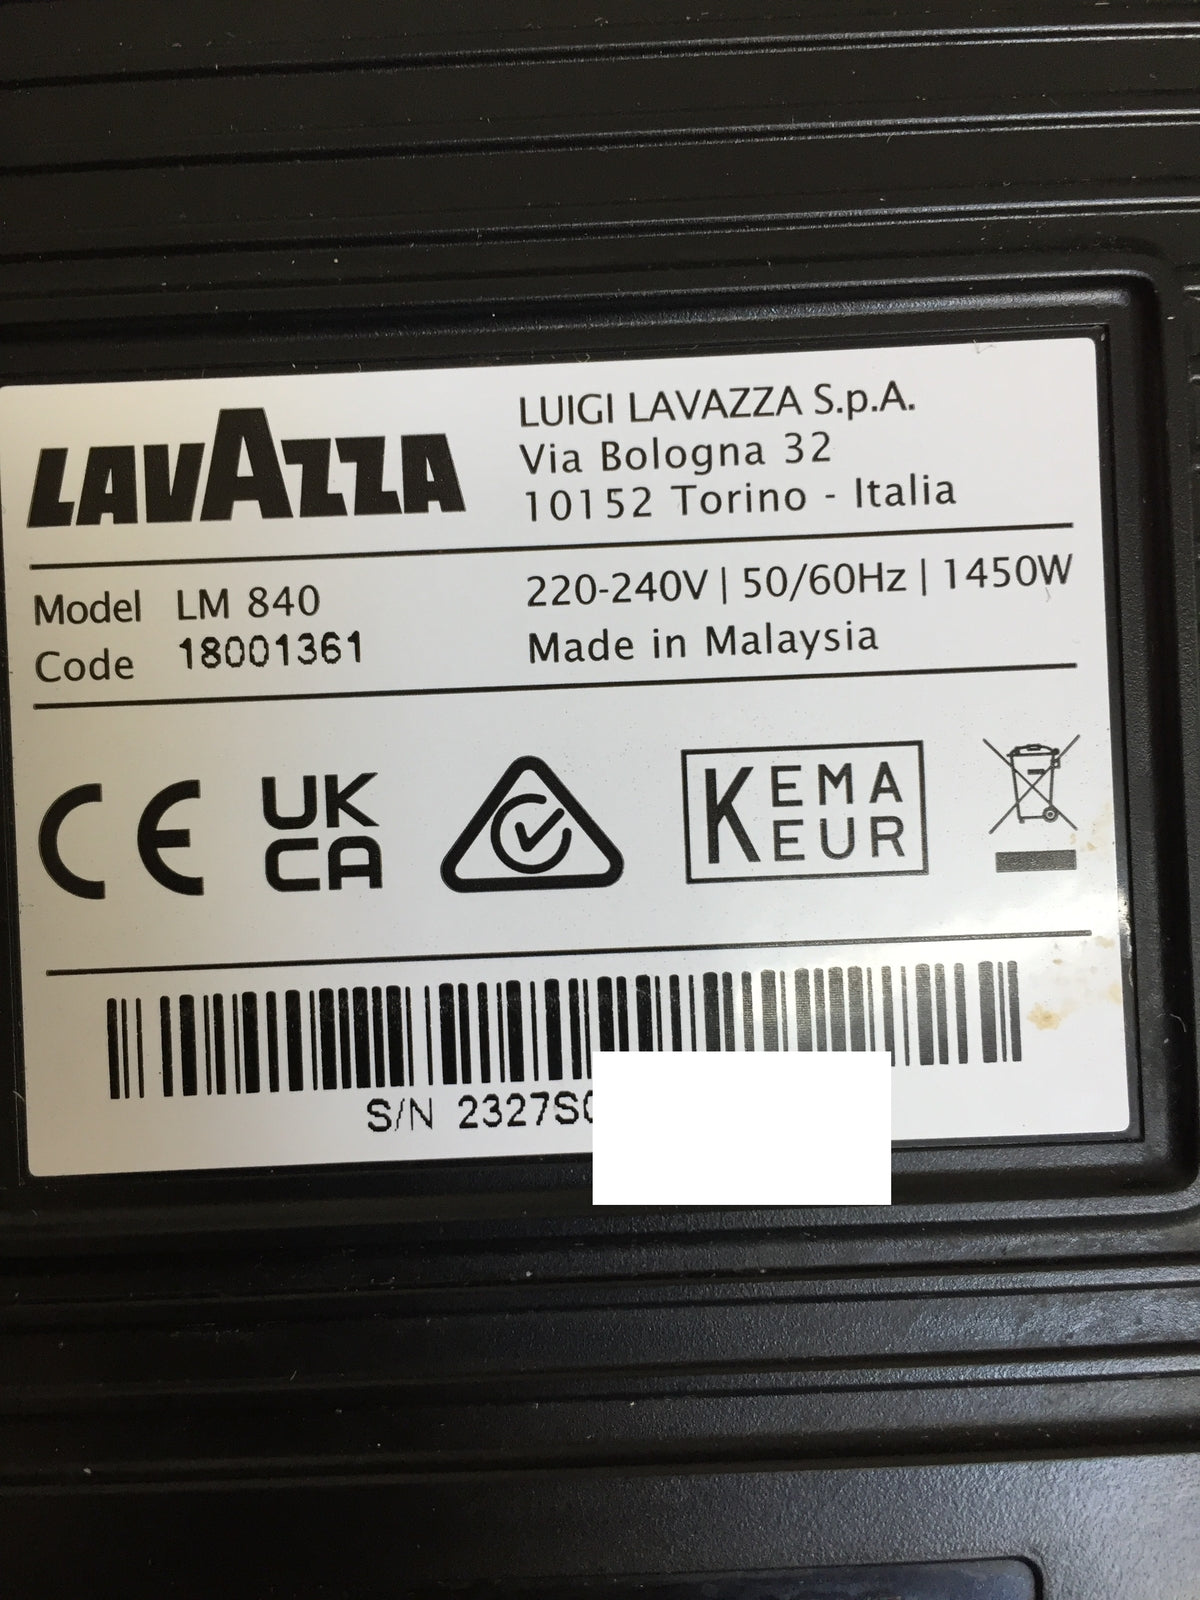 LAVAZZA
LUIGI LAVAZZA S.p.A.
Via Bologna 32
10152 Torino - Italia
Model LM 840
Code 18001361
220-240V | 50/60Hz | 1450W
Made in Malaysia
CE
UK
CA
KEMA
KEUR
S/N 2327S